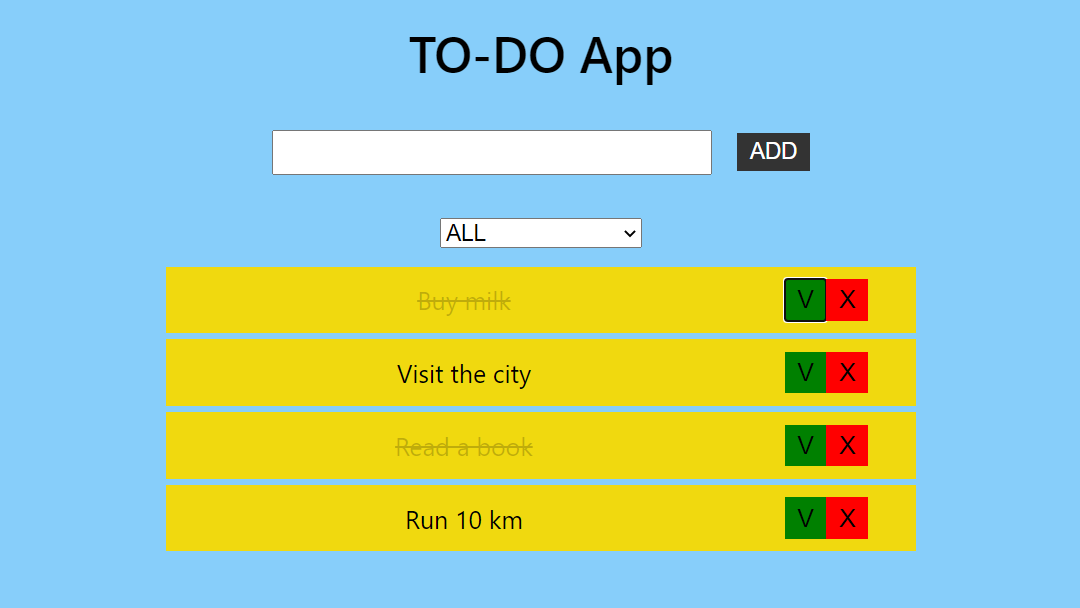 TO-DO App
ADD
ALL
Buy milk V X
Visit the city V X
Read a book V X
Run 10 km V X